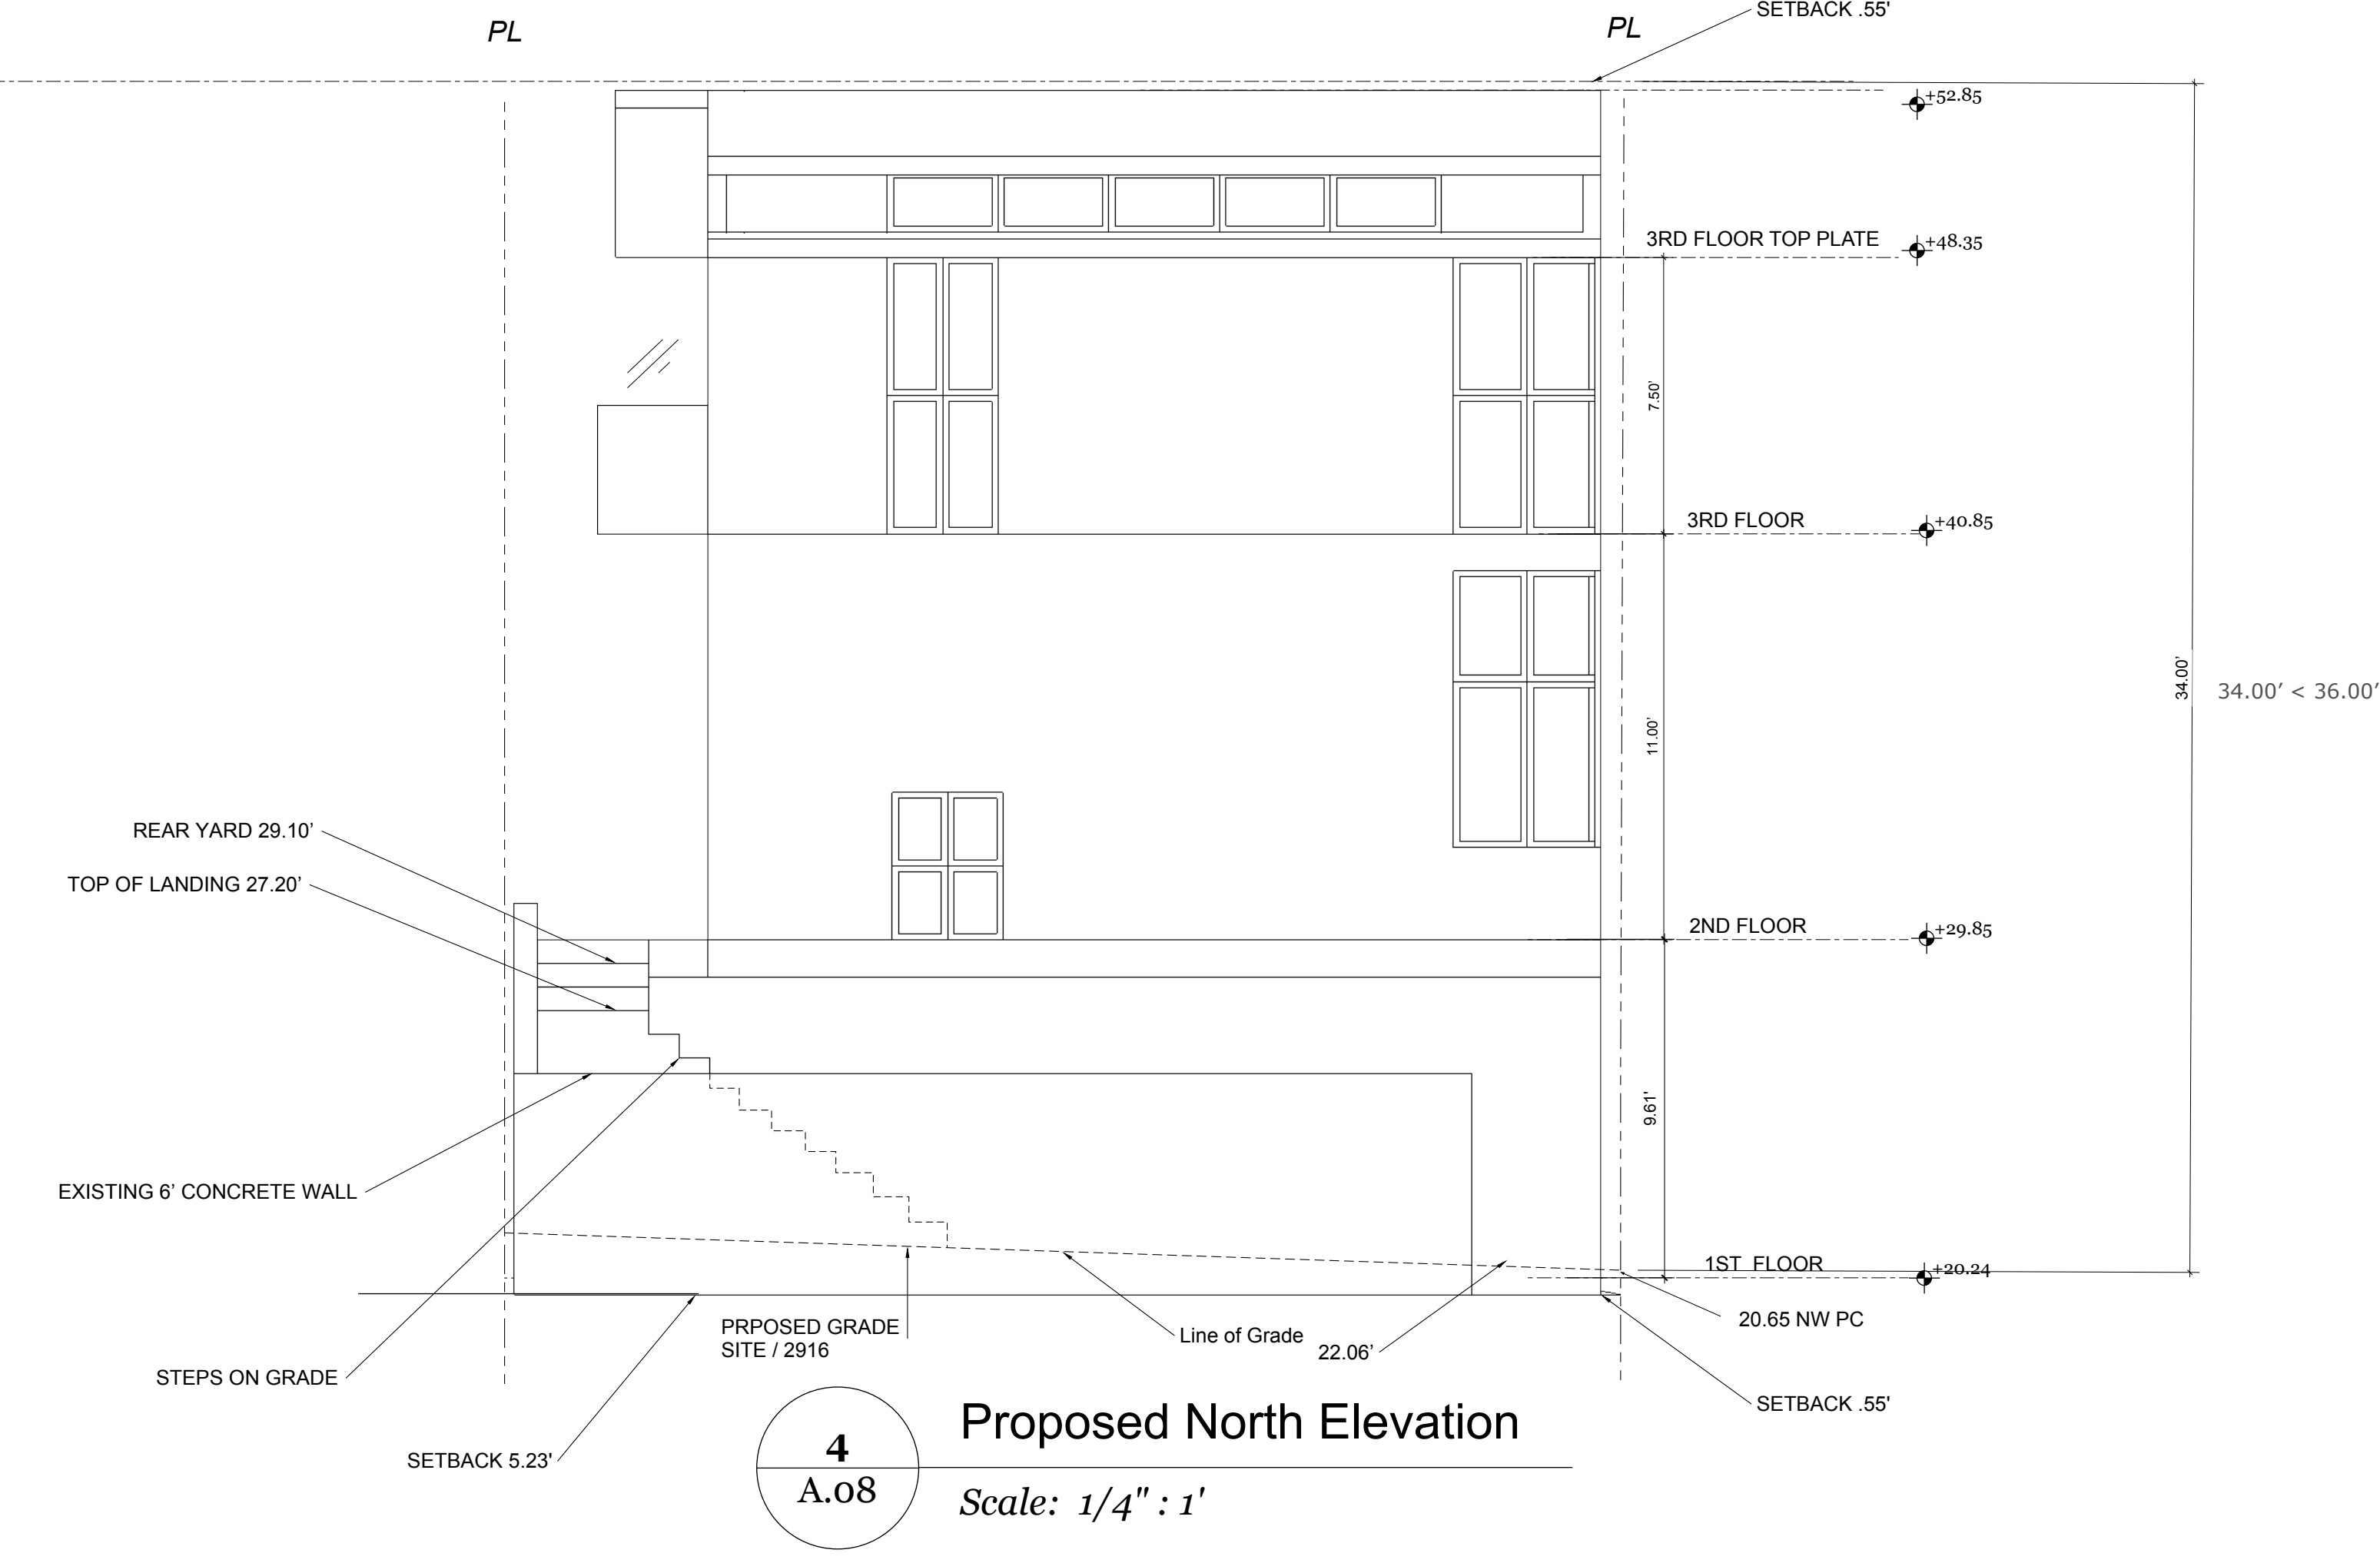 SETBACK .55'
PL
PL
+52.85
3RD FLOOR TOP PLATE
+48.35
7.50'
3RD FLOOR
+40.85
34.00'
34.00' < 36.00'
11.00'
REAR YARD 29.10'
TOP OF LANDING 27.20'
2ND FLOOR
+29.85
9.61'
EXISTING 6' CONCRETE WALL
1ST FLOOR
+20.24
20.65 NW PC
PRPOSED GRADE
SITE / 2916
Line of Grade
22.06'
STEPS ON GRADE
SETBACK .55'
SETBACK 5.23'
4
A.08
Proposed North Elevation
Scale: 1/4" : 1'